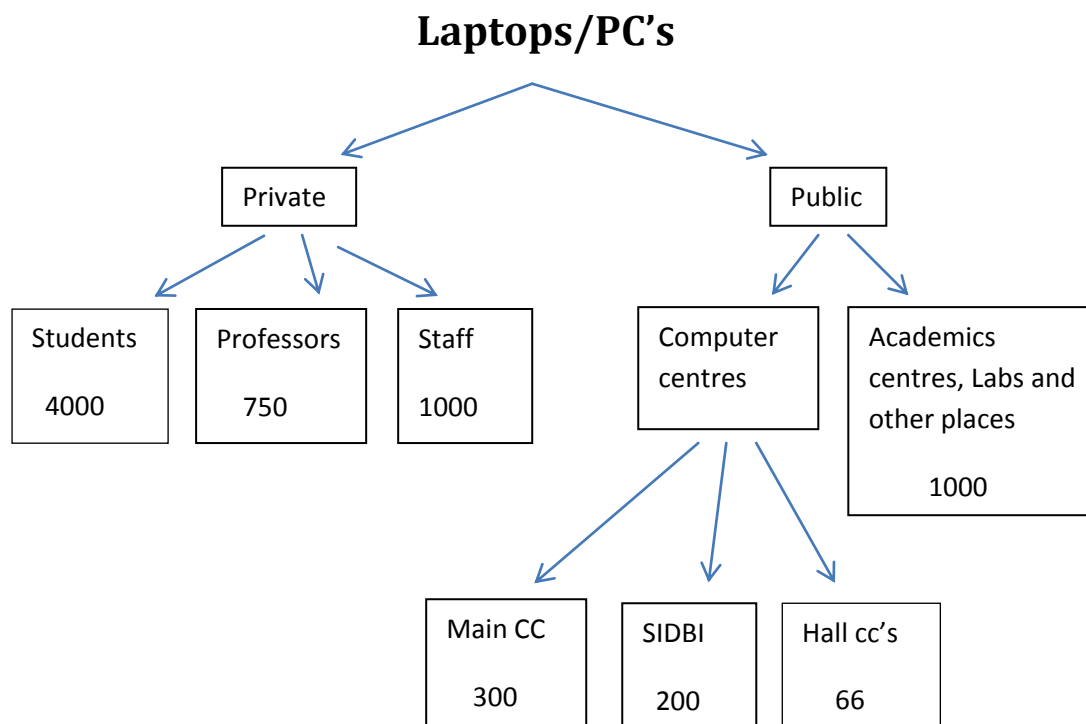 Laptops/PC’s
Private
Public
Students
4000
Professors
750
Staff
1000
Computer
centres
Academics
centres, Labs and
other places
1000
Main CC
300
SIDBI
200
Hall cc’s
66